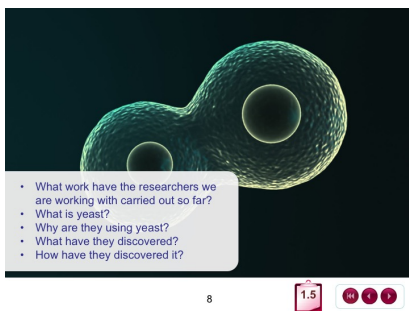 • What work have the researchers we
are working with carried out so far?
• What is yeast?
• Why are they using yeast?
• What have they discovered?
• How have they discovered it?
8
1.5